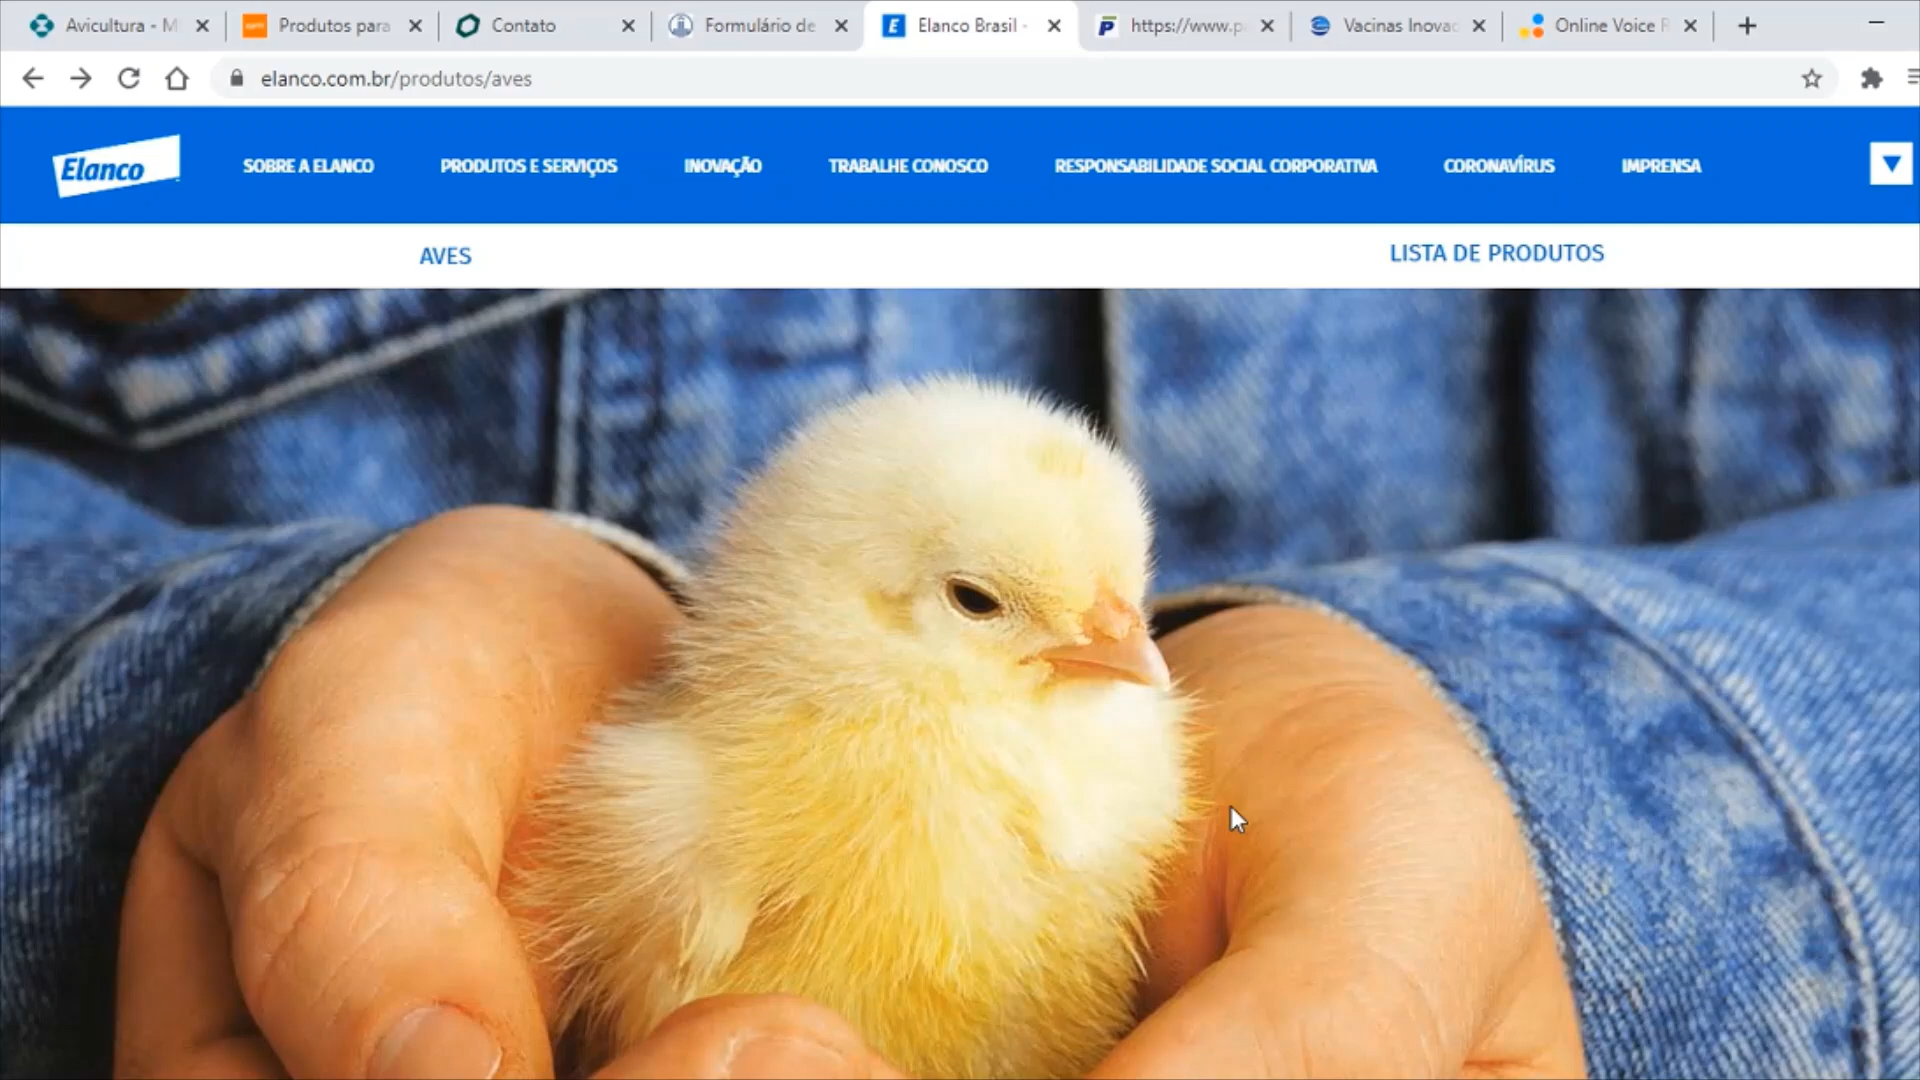 Avicultura - M
Produtos para
Contato
Formulário de
Elanco Brasil -
https://www.p
Vacinas Inovac
Online Voice R
elanco.com.br/produtos/aves
Elanco
SOBRE A ELANCO
PRODUTOS E SERVIÇOS
INOVAÇÃO
TRABALHE CONOSCO
RESPONSABILIDADE SOCIAL CORPORATIVA
CORONAVÍRUS
IMPRENSA
AVES
LISTA DE PRODUTOS